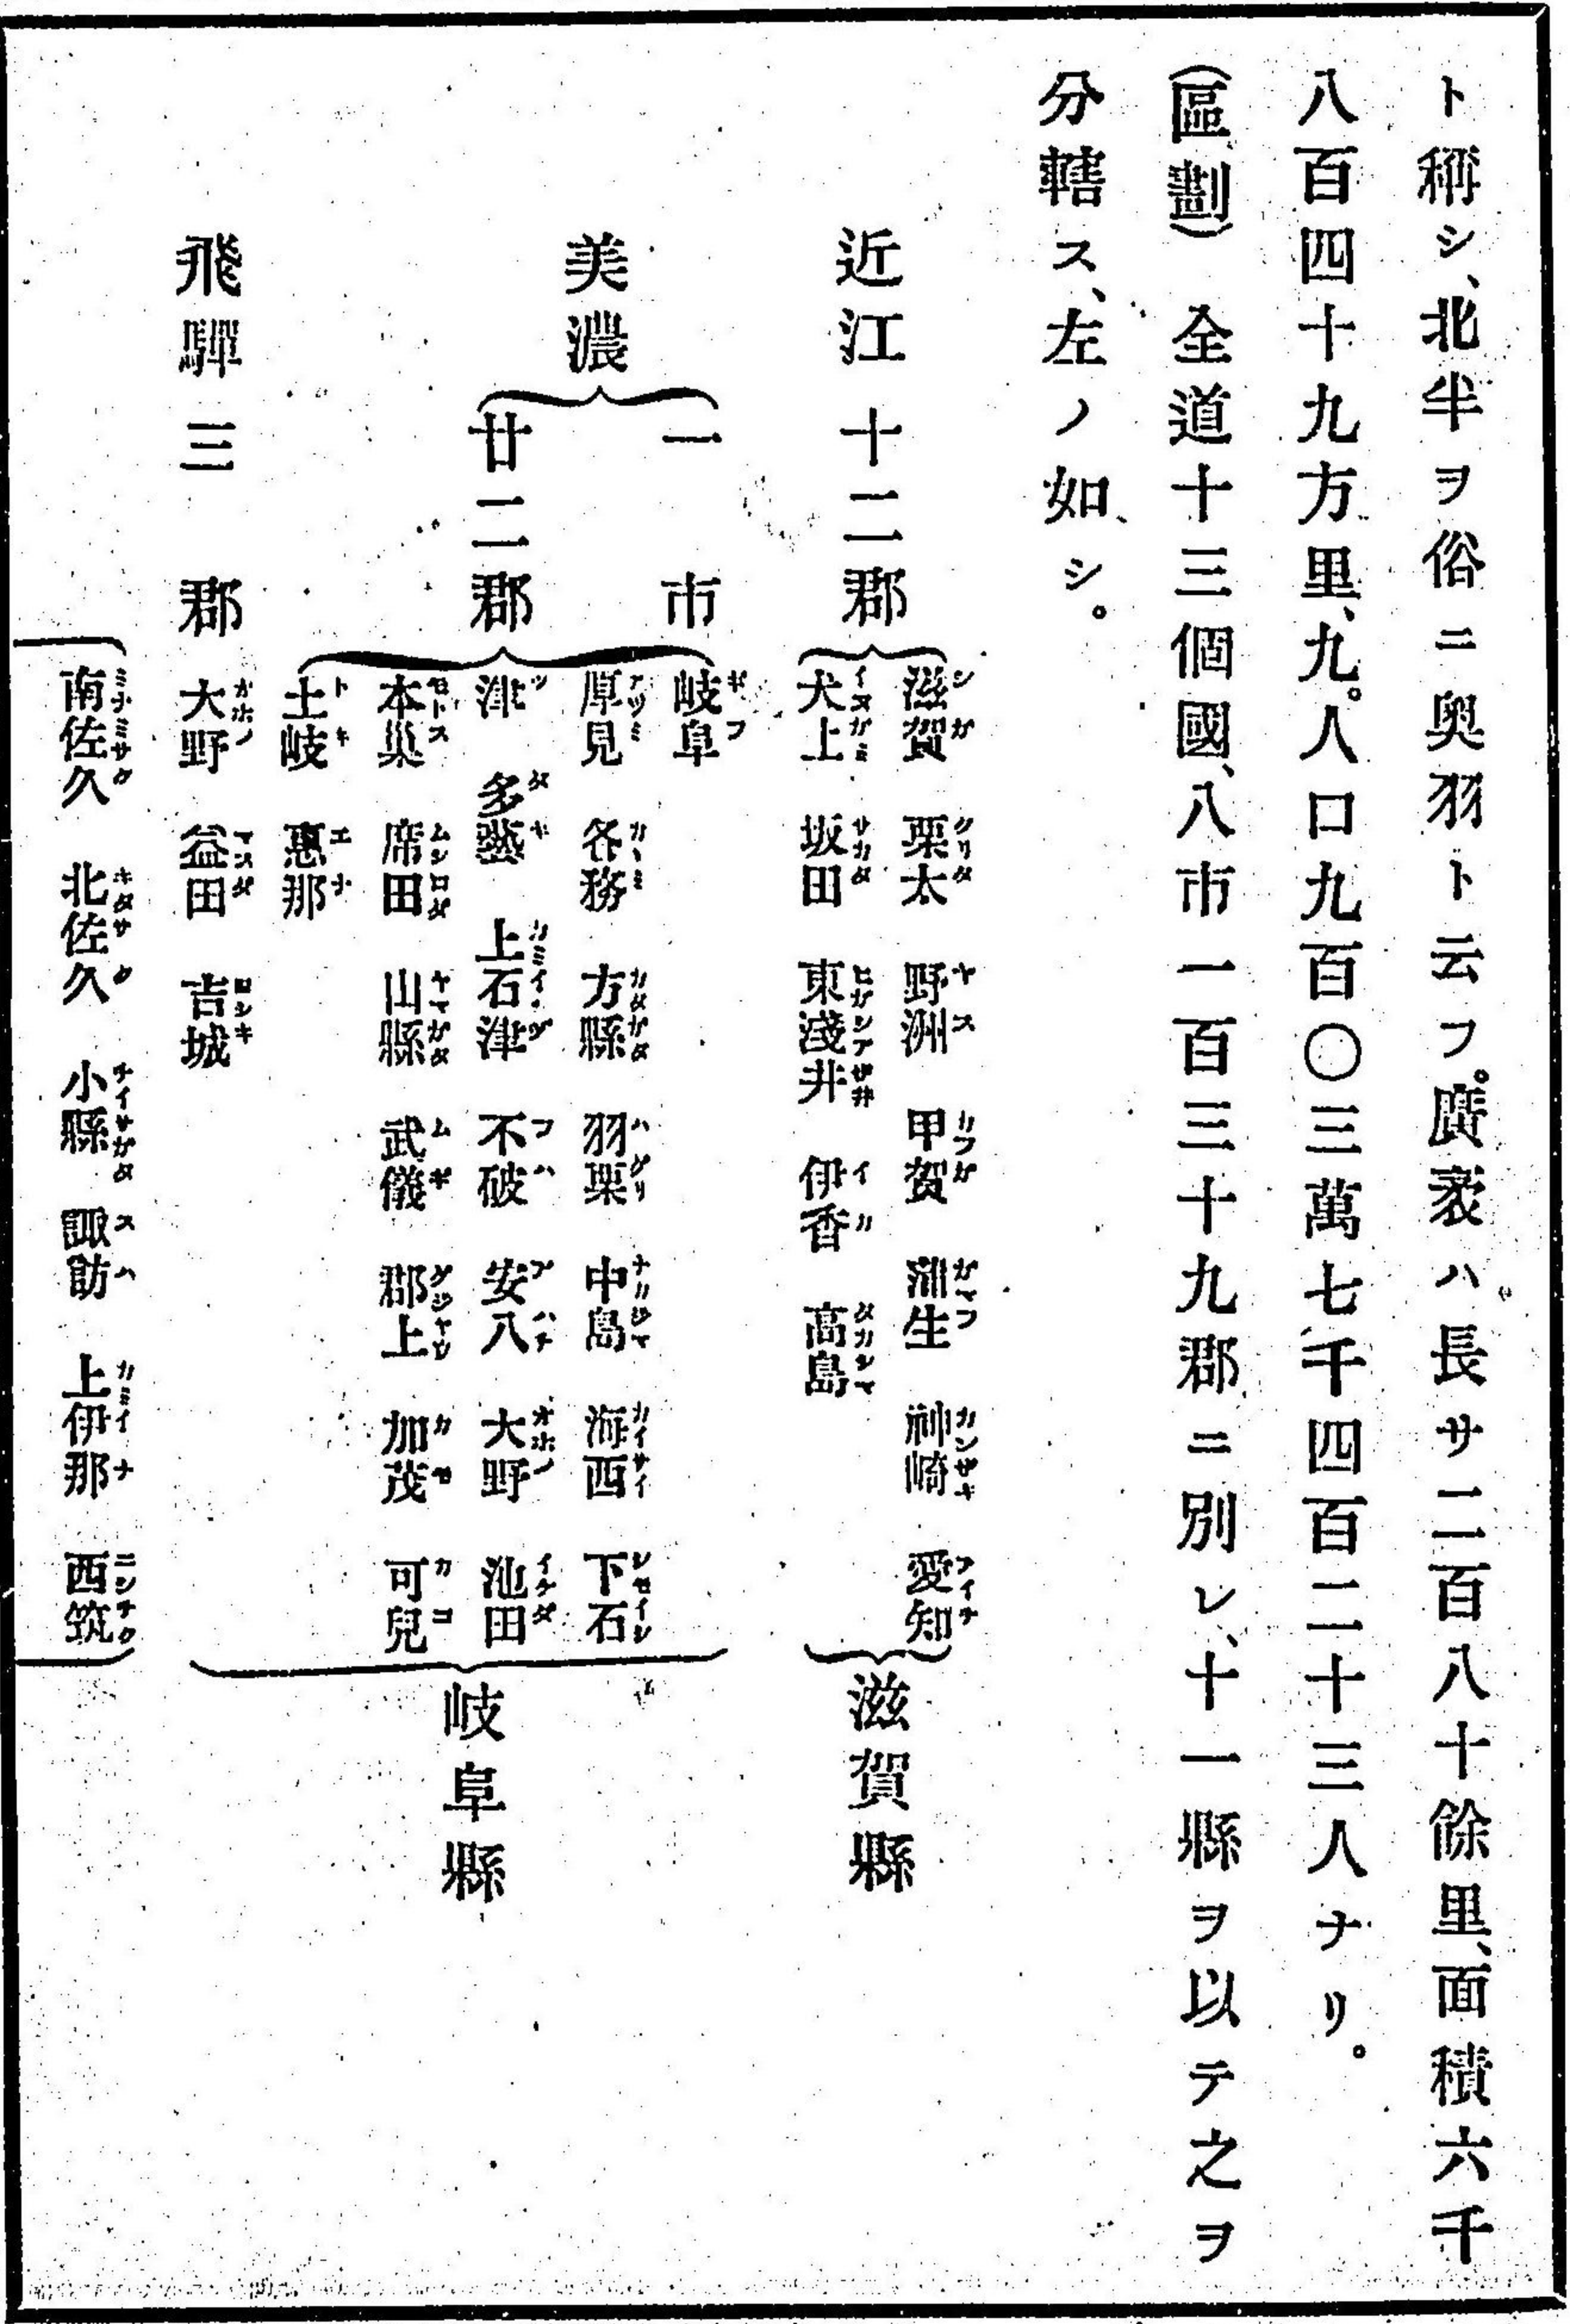 ト稱シ、北半ヲ俗ニ奥羽ト云フ。廣袤ハ長サ二百八十餘里、面積六千
八百四十九方里、九。人口九百〇三萬七千四百二十三人ナリ。
(區劃) 全道十三個國、八市一百三十九郡ニ別レ、十一縣ヲ以テ之ヲ
分轄ス、左ノ如シ。
近江十二郡
滋賀 栗太 野洲 甲賀 蒲生 神崎 愛知
犬上 坂田 東淺井 伊香 高島
滋賀縣
美濃
一市
岐阜
廿二郡
厚見 各務 方縣 羽栗 中島 海西 下石
津 多藝 上石津 不破 安八 大野 池田
本巣 席田 山縣 武儀 郡上 加茂 可兒
土岐 惠那
飛驒三郡
大野 益田 吉城
岐阜縣
南佐久 北佐久 小縣 諏訪 上伊那 西筑